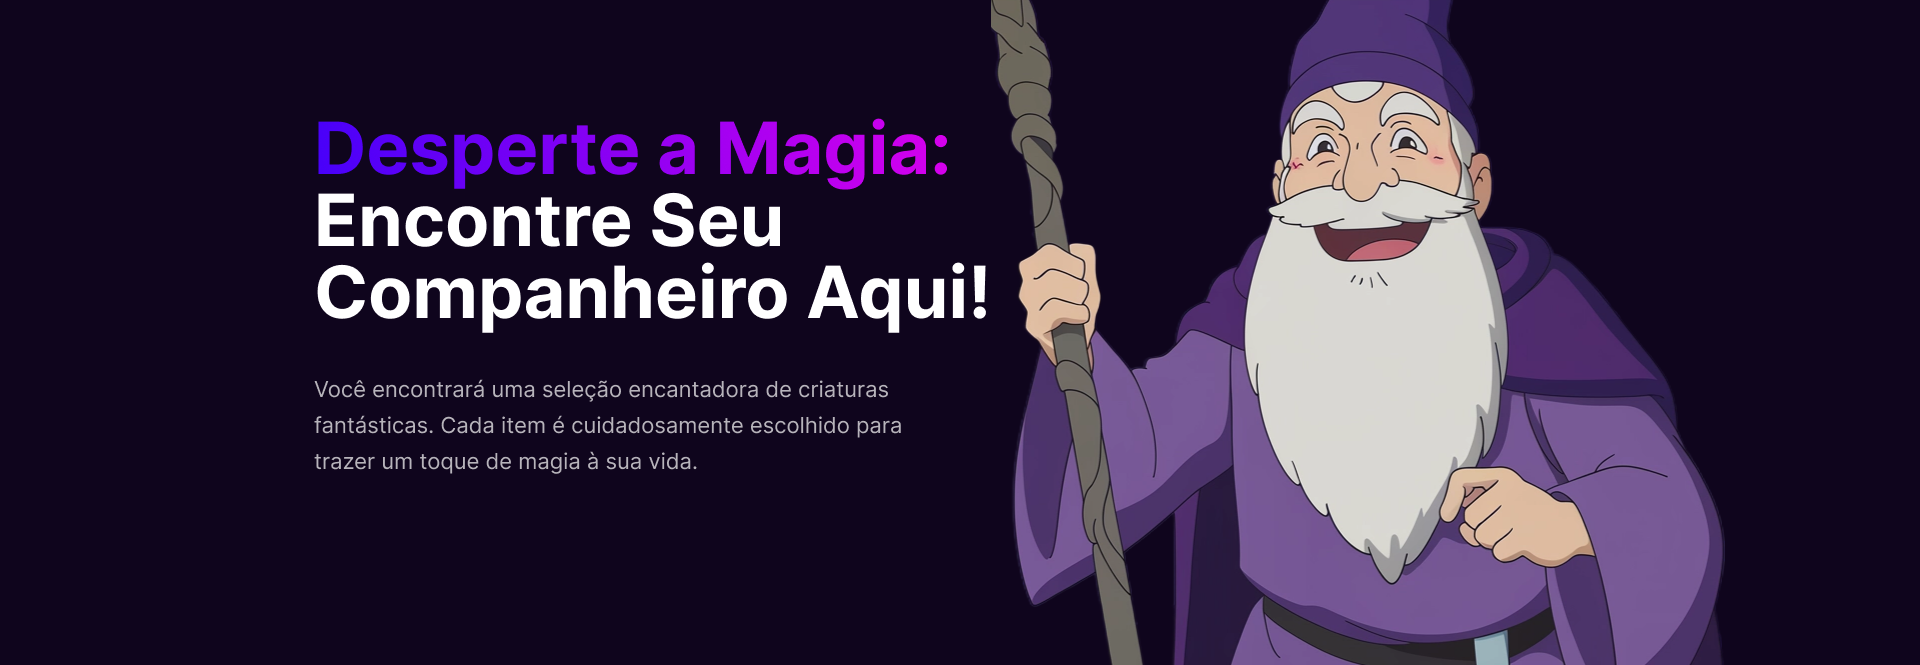 Desperte a Magia:
Encontre Seu
Companheiro Aqui!
Você encontrará uma seleção encantadora de criaturas
fantásticas. Cada item é cuidadosamente escolhido para
trazer um toque de magia à sua vida.